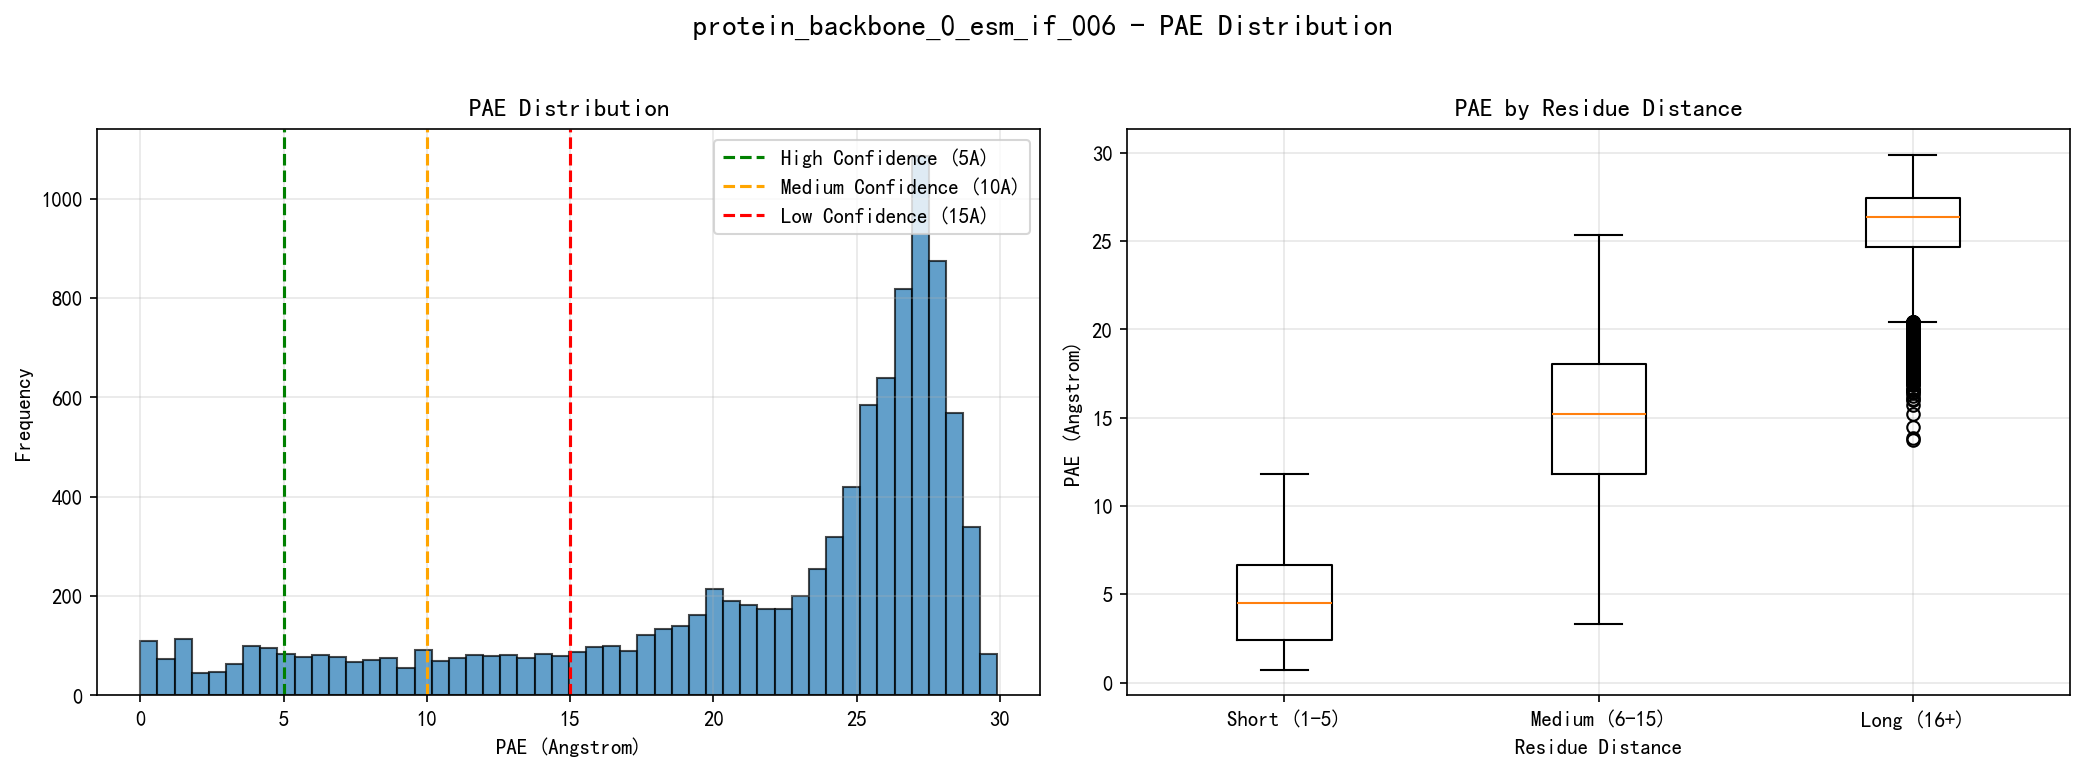 protein_backbone_0_esm_if_006 - PAE Distribution
PAE Distribution
High Confidence (5A)
Medium Confidence (10A)
Low Confidence (15A)
1000
800
600
400
200
0
Frequency
0 5 10 15 20 25 30
PAE (Angstrom)
PAE by Residue Distance
30
25
20
15
10
5
0
PAE (Angstrom)
Short (1-5) Medium (6-15) Long (16+)
Residue Distance